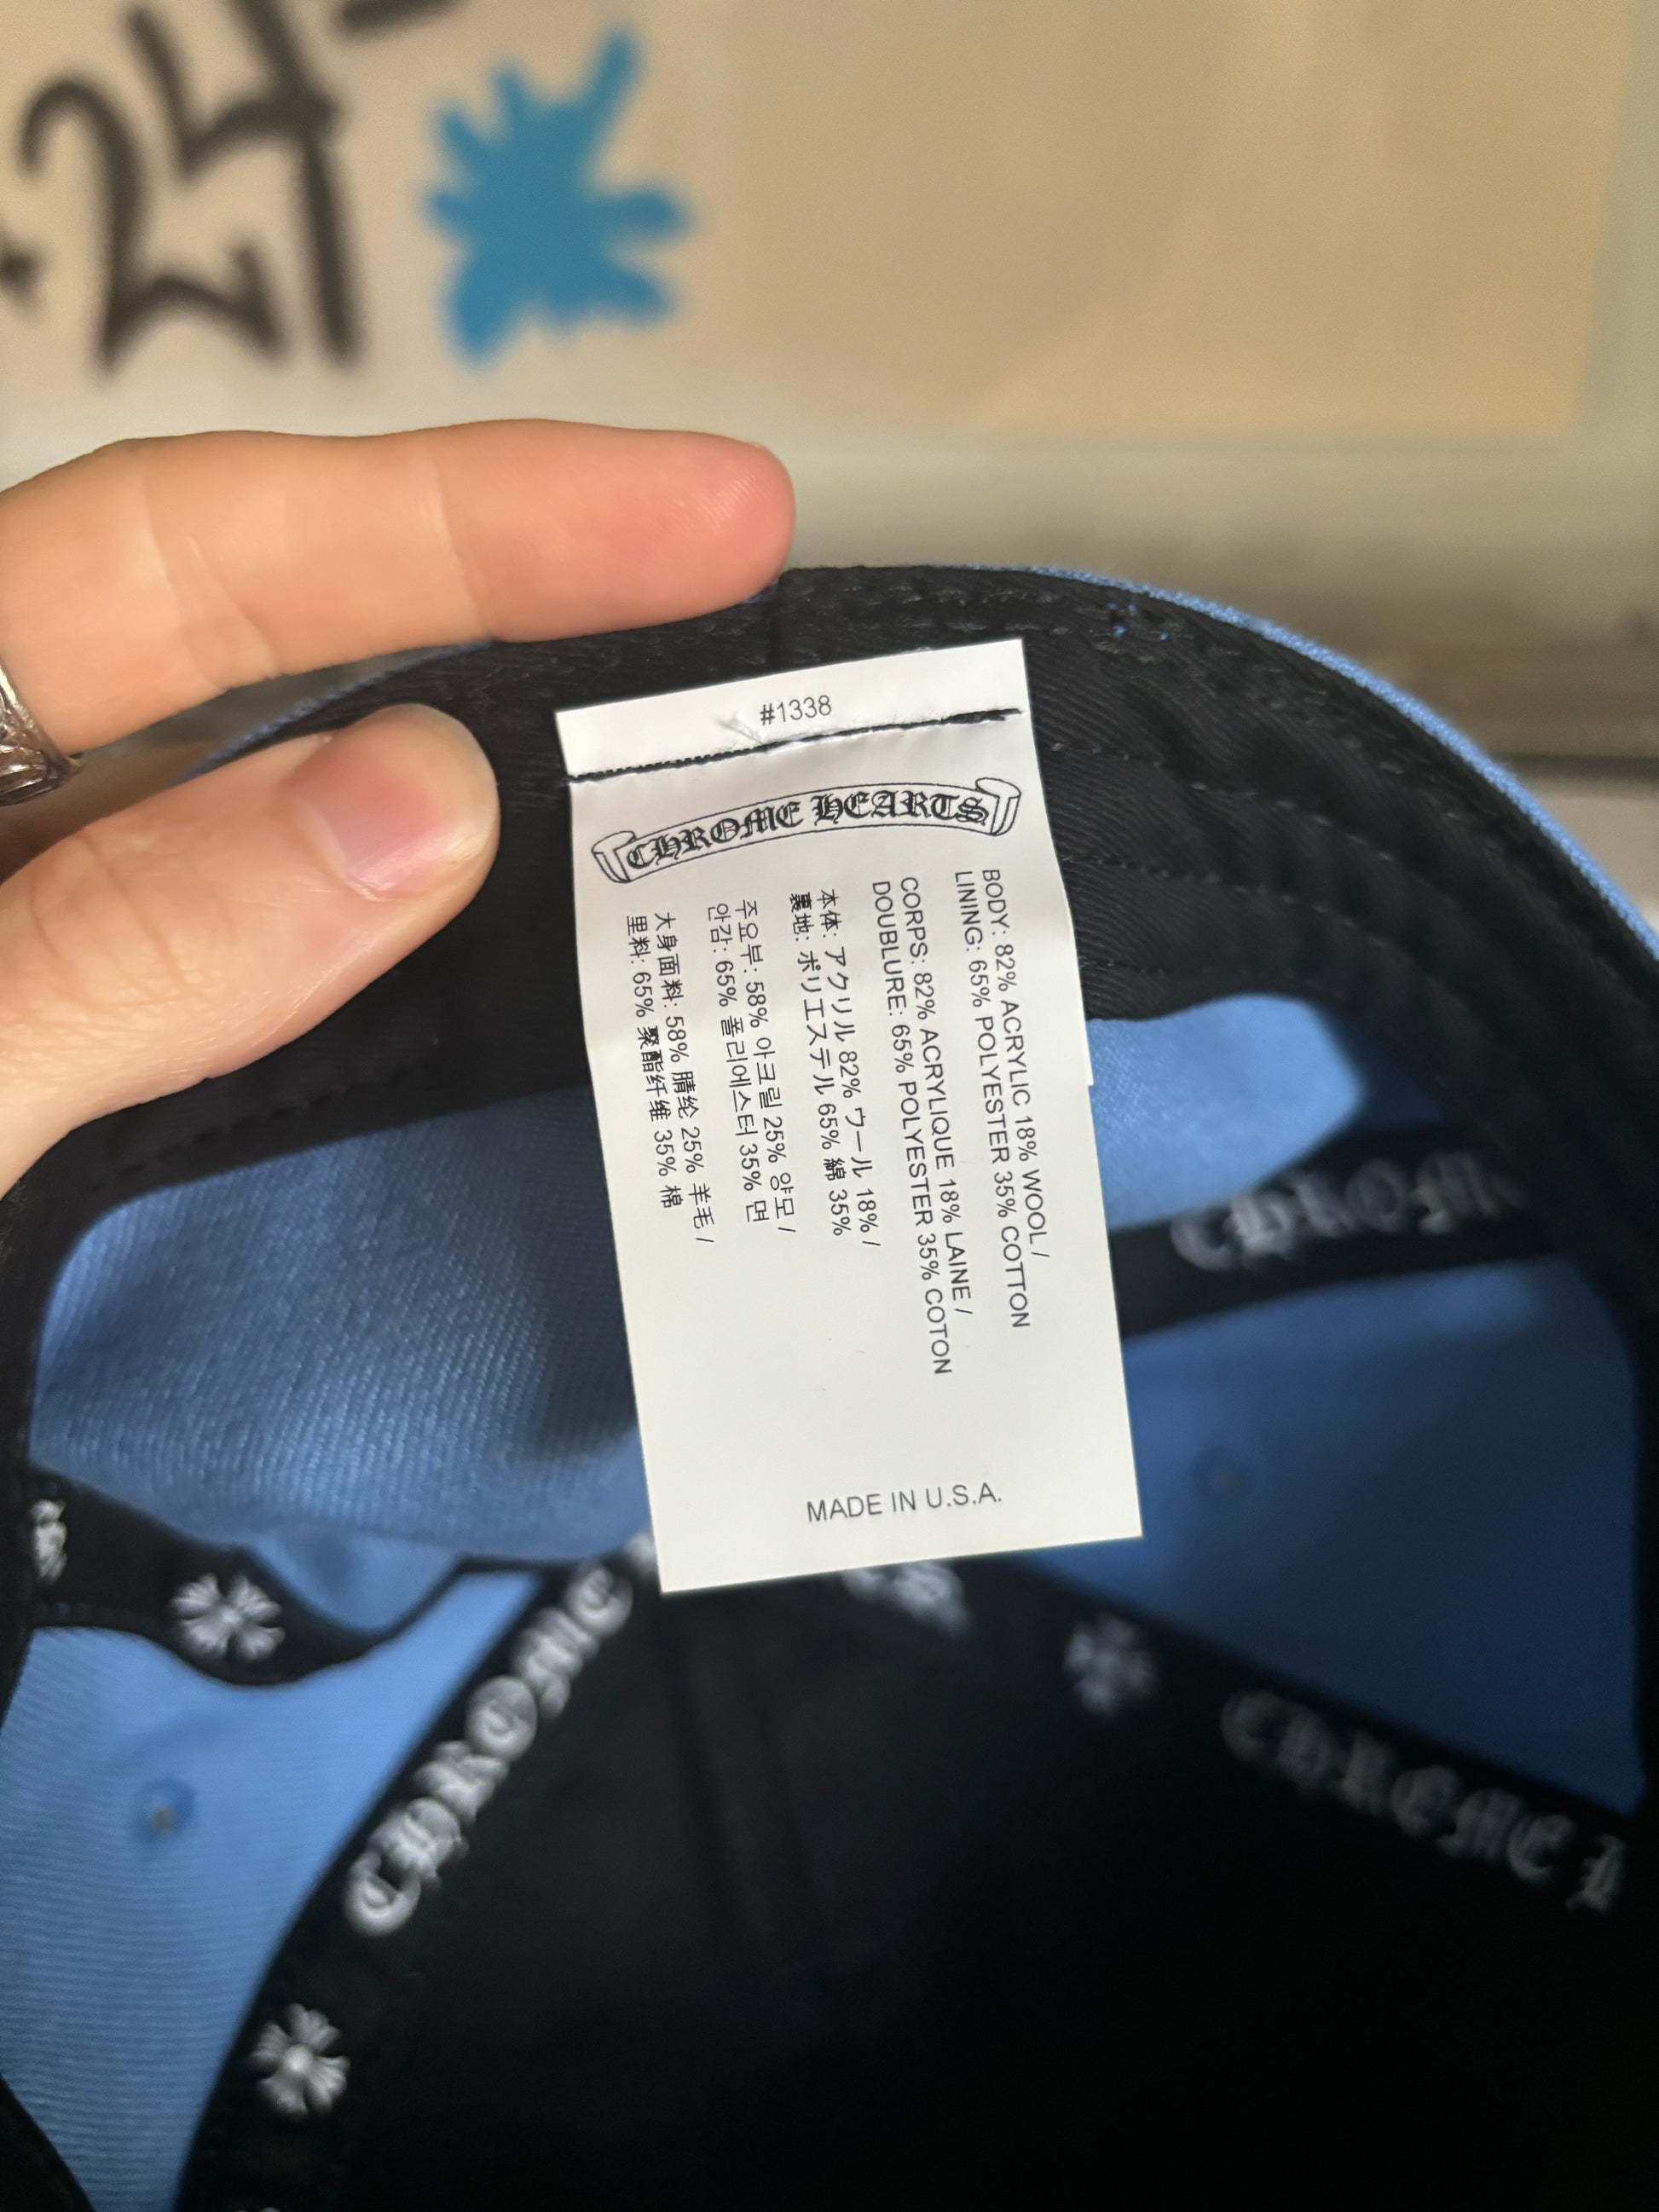 24
#1338
CHROME HEARTS
BODY: 82% ACRYLIC 18% WOOL /
LINING: 65% POLYESTER 35% COTTON
CORPS: 82% ACRYLIQUE 18% LAINE /
DOUBLURE: 65% POLYESTER 35% COTON
本体: アクリル 82% ウール 18% /
裏地: ポリエステル 65% 綿 35%
주요부: 58% 아크릴 25% 양모 /
안감: 65% 폴리에스터 35% 면
大身面料: 58% 腈纶 25% 羊毛 /
里料: 65% 聚酯纤维 35% 棉
MADE IN U.S.A.
CHROME
CHROME
CHREME